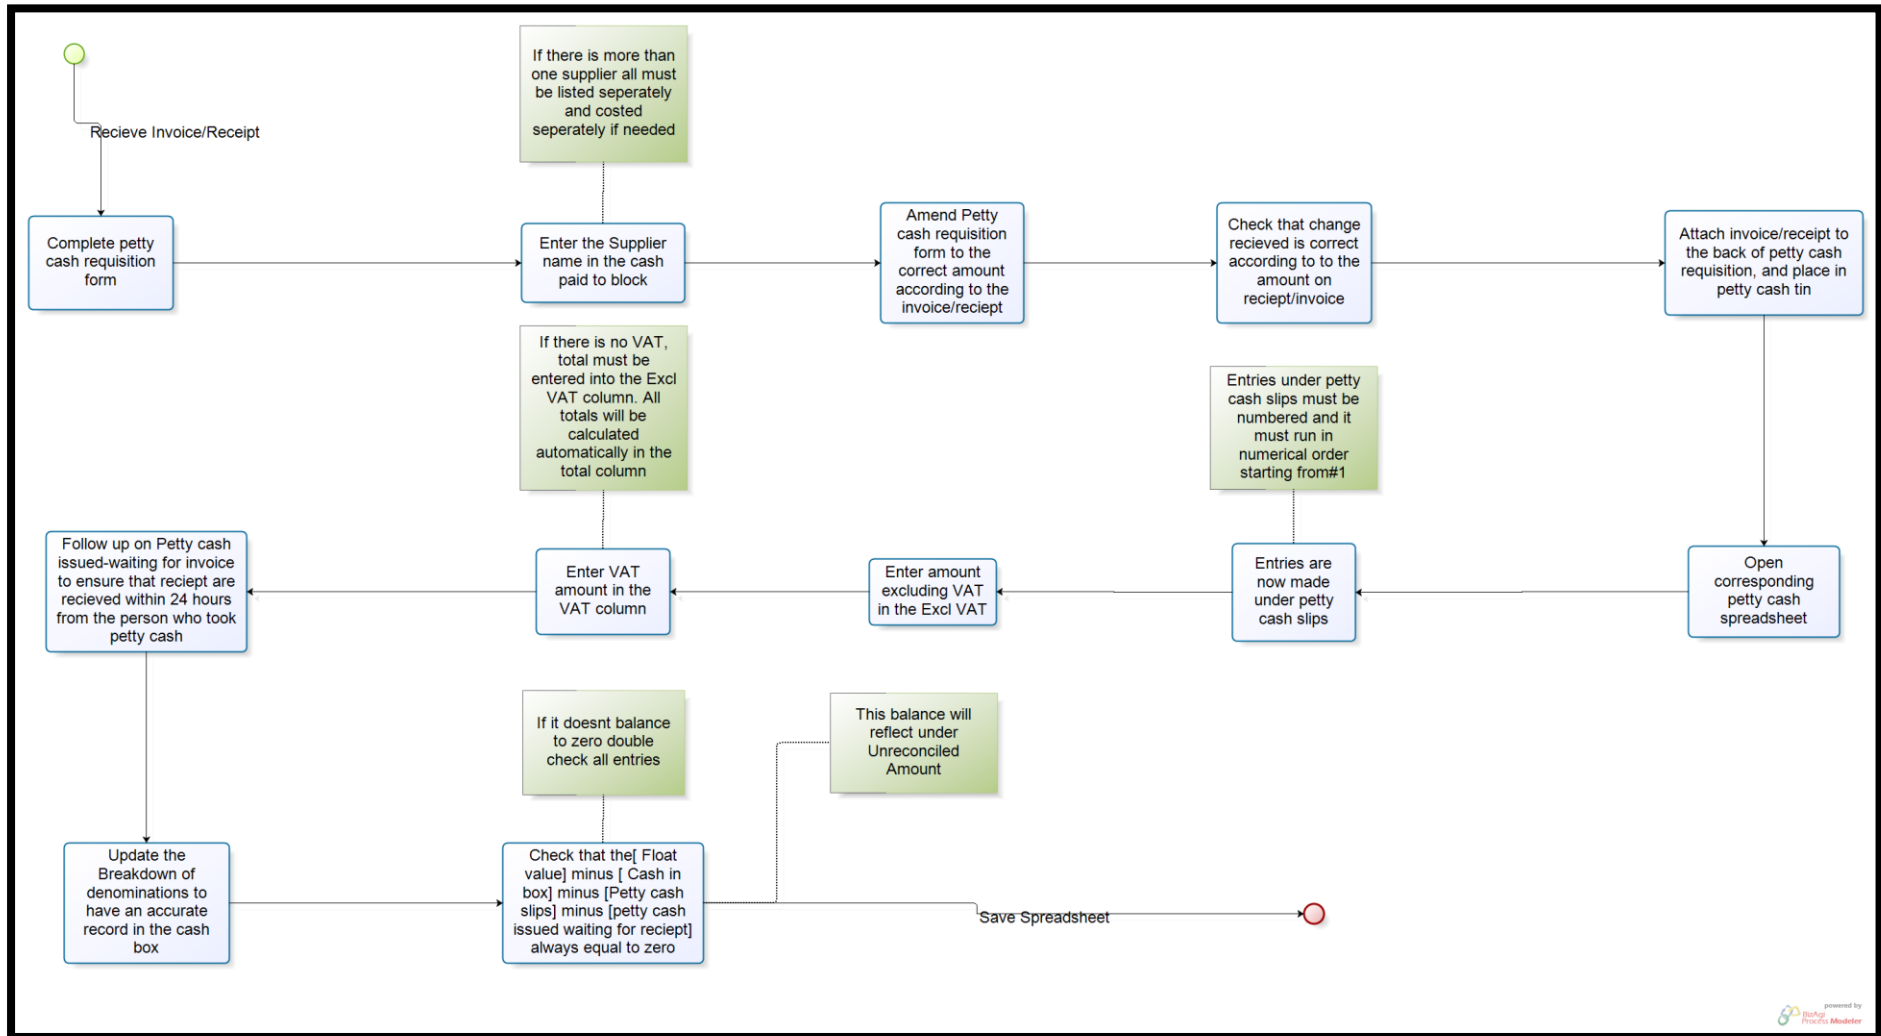 If there is more than
one supplier all must
be listed seperately
and costed
seperately if needed
Recieve Invoice/Receipt
Complete petty
cash requisition
form
Enter the Supplier
name in the cash
paid to block
Amend Petty
cash requisition
form to the
correct amount
according to the
invoice/reciept
Check that change
recieved is correct
according to to the
amount on
reciept/invoice
Attach invoice/receipt to
the back of petty cash
requisition, and place in
petty cash tin
If there is no VAT,
total must be
entered into the Excl
VAT column. All
totals will be
calculated
automatically in the
total column
Entries under petty
cash slips must be
numbered and it
must run in
numerical order
starting from#1
Open
corresponding
petty cash
spreadsheet
Entries are
now made
under petty
cash slips
Enter amount
excluding VAT
in the Excl VAT
Enter VAT
amount in the
VAT column
Follow up on Petty cash
issued-waiting for invoice
to ensure that reciept are
recieved within 24 hours
from the person who took
petty cash
If it doesnt balance
to zero double
check all entries
This balance will
reflect under
Unreconciled
Amount
Update the
Breakdown of
denominations to
have an accurate
record in the cash
box
Check that the[ Float
value] minus [ Cash in
box] minus [Petty cash
slips] minus [petty cash
issued waiting for reciept]
always equal to zero
Save Spreadsheet
powered by
BizAgi
Process Modeler